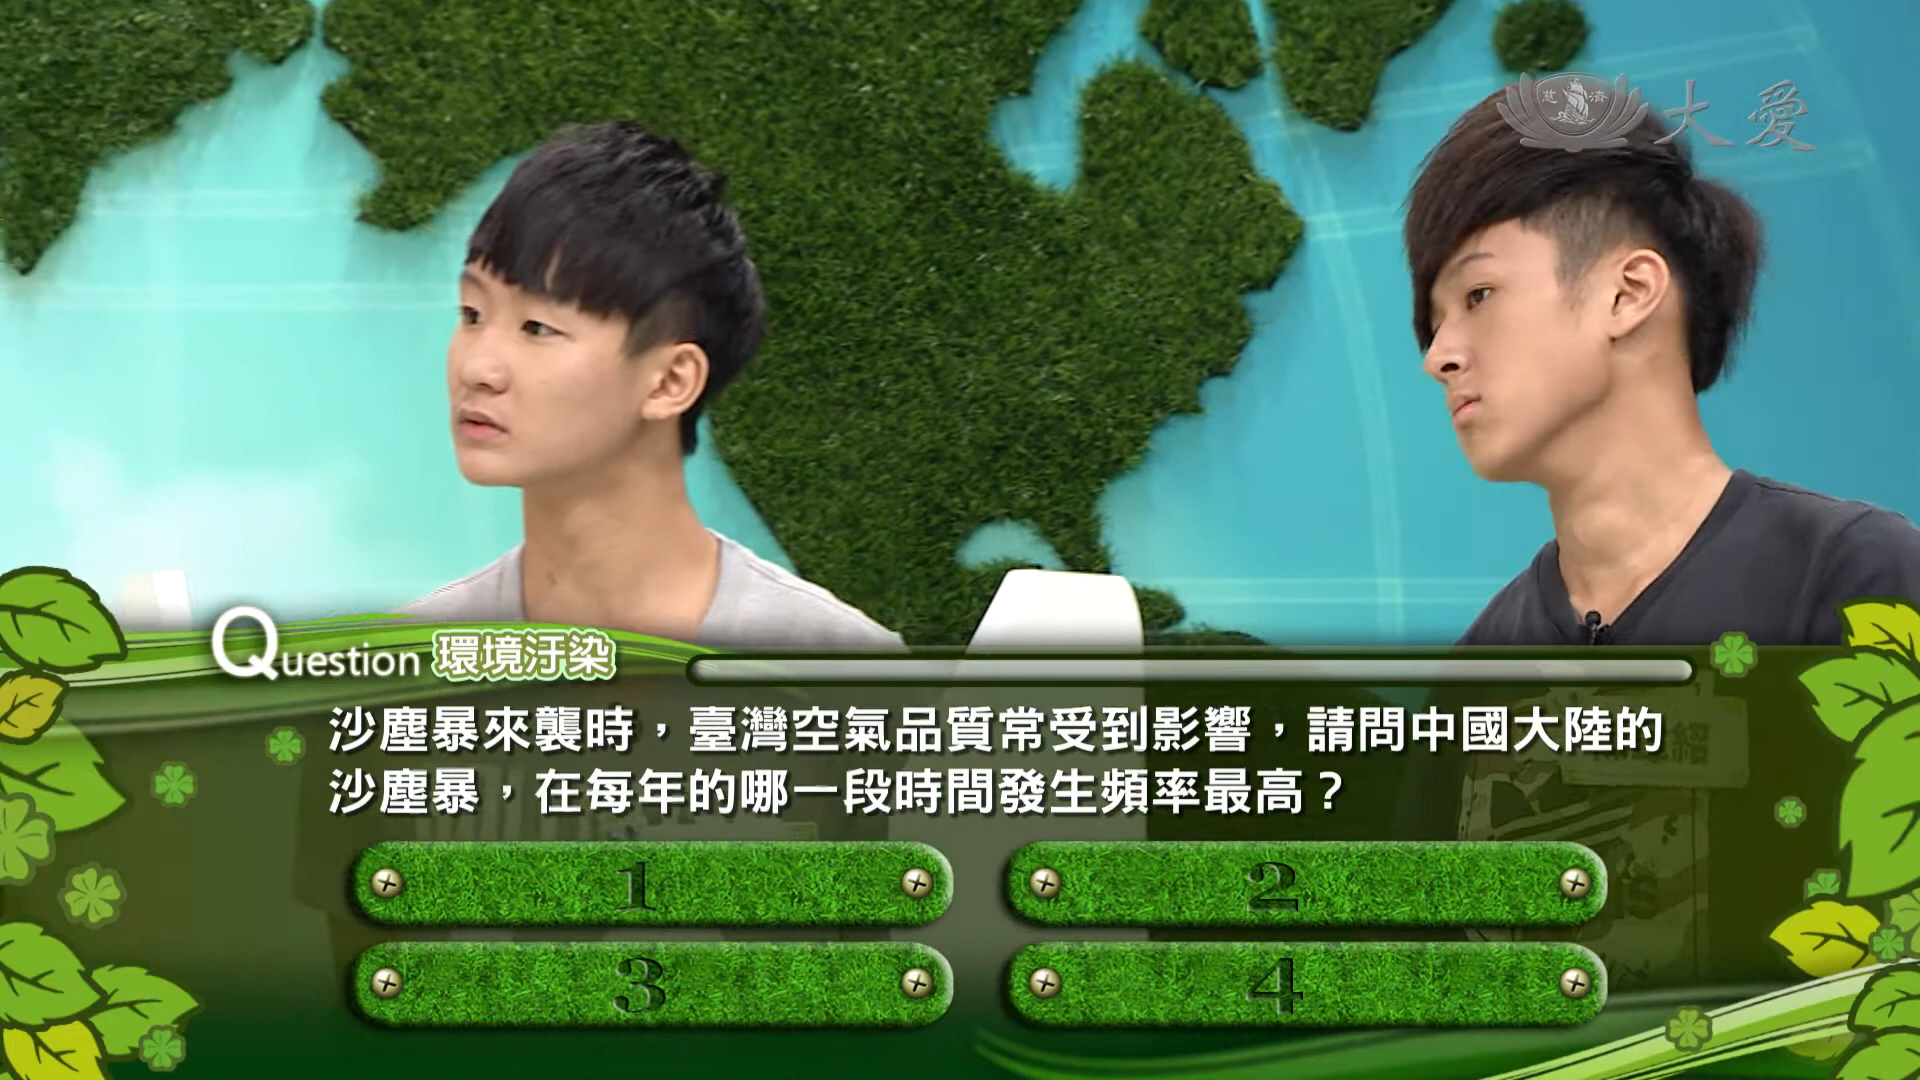 慈濟
大愛
Question 環境汙染
沙塵暴來襲時，臺灣空氣品質常受到影響，請問中國大陸的
沙塵暴，在每年的哪一段時間發生頻率最高？
1
2
3
4